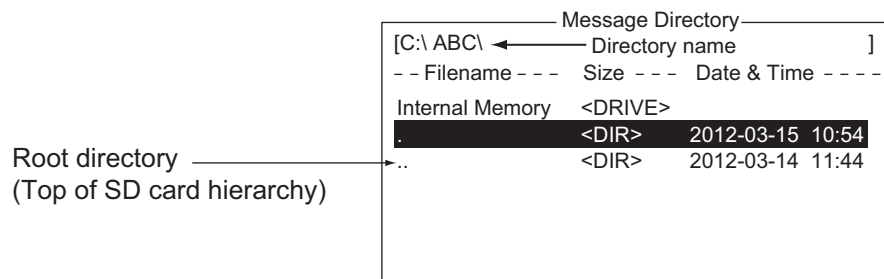 Message Directory
[C:\ ABC\ Directory name ]
- - Filename - - - Size - - - Date & Time - - - -
Internal Memory <DRIVE>
. <DIR> 2012-03-15 10:54
.. <DIR> 2012-03-14 11:44
Root directory
(Top of SD card hierarchy)